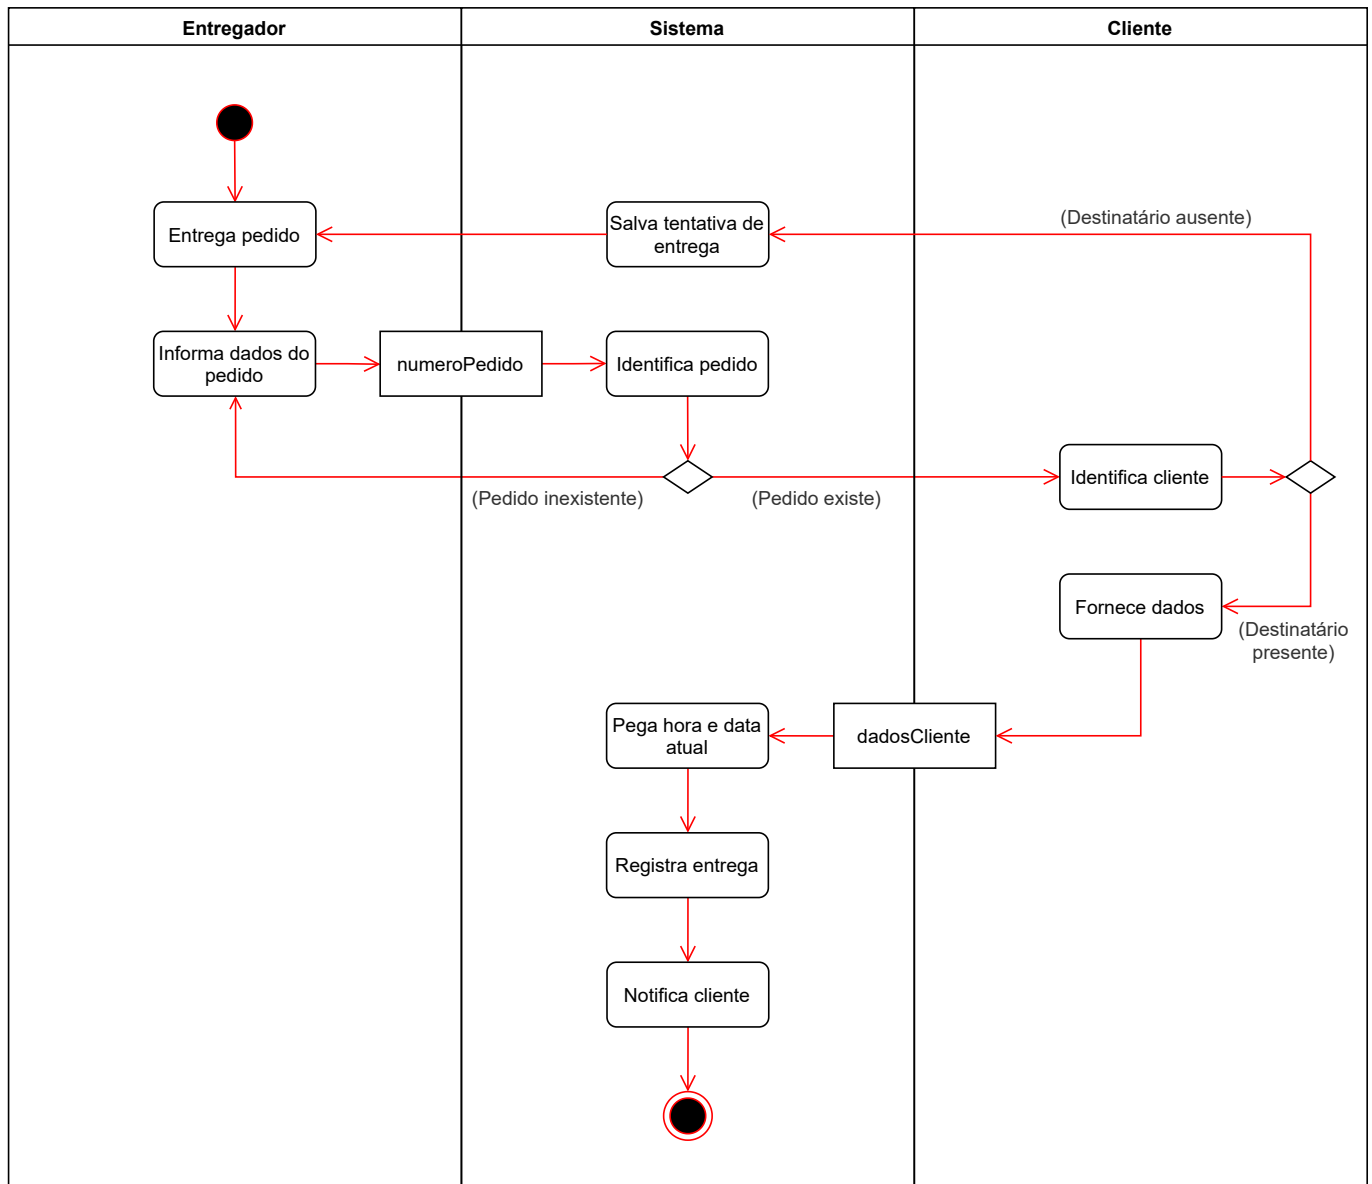 Entregador
Sistema
Cliente
Entrega pedido
Salva tentativa de
entrega
(Destinatário ausente)
Informa dados do
pedido
numeroPedido
Identifica pedido
(Pedido inexistente)
(Pedido existe)
Identifica cliente
Fornece dados
(Destinatário
presente)
Pega hora e data
atual
dadosCliente
Registra entrega
Notifica cliente